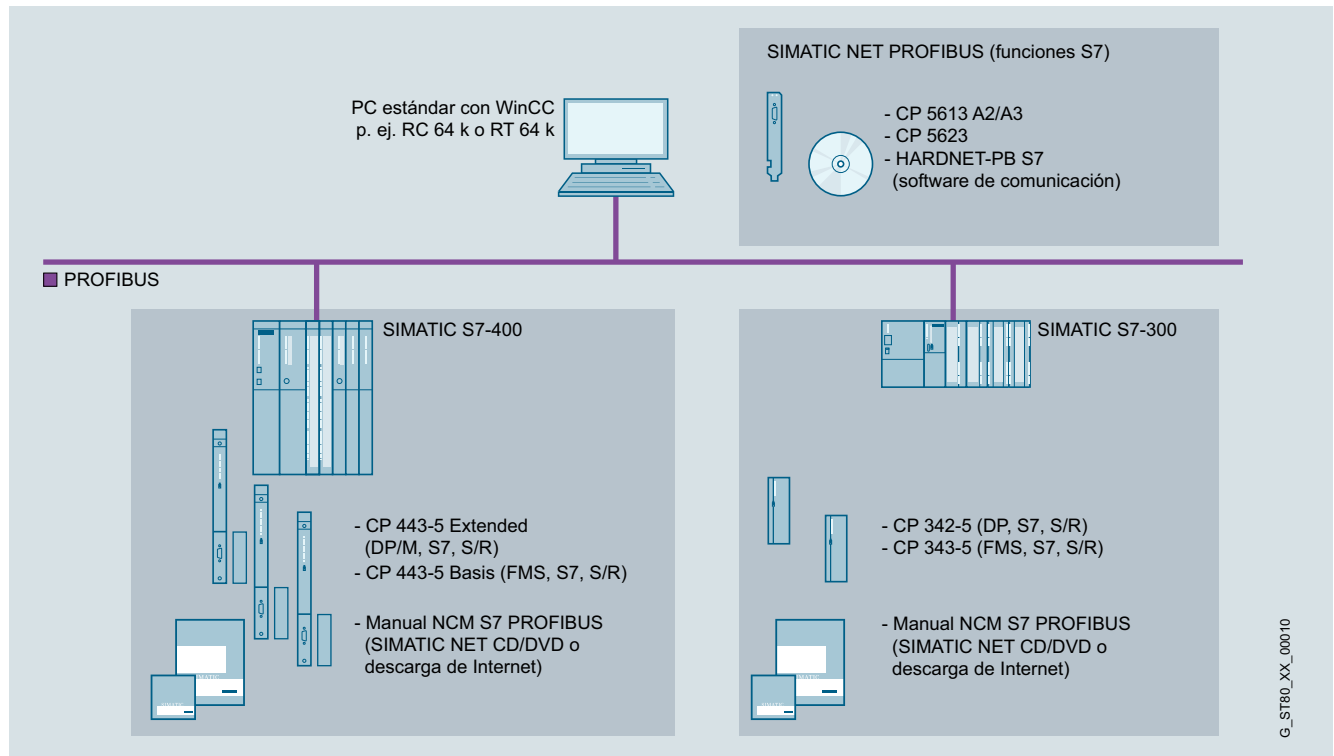 SIMATIC NET PROFIBUS (funciones S7)
PC estándar con WinCC
p. ej. RC 64 k o RT 64 k
- CP 5613 A2/A3
- CP 5623
- HARDNET-PB S7
(software de comunicación)
PROFIBUS
SIMATIC S7-400
- CP 443-5 Extended
(DP/M, S7, S/R)
- CP 443-5 Basis (FMS, S7, S/R)
- Manual NCM S7 PROFIBUS
(SIMATIC NET CD/DVD o
descarga de Internet)
SIMATIC
SIMATIC
SIMATIC S7-300
- CP 342-5 (DP, S7, S/R)
- CP 343-5 (FMS, S7, S/R)
- Manual NCM S7 PROFIBUS
(SIMATIC NET CD/DVD o
descarga de Internet)
SIMATIC
SIMATIC
G_ST80_XX_00010